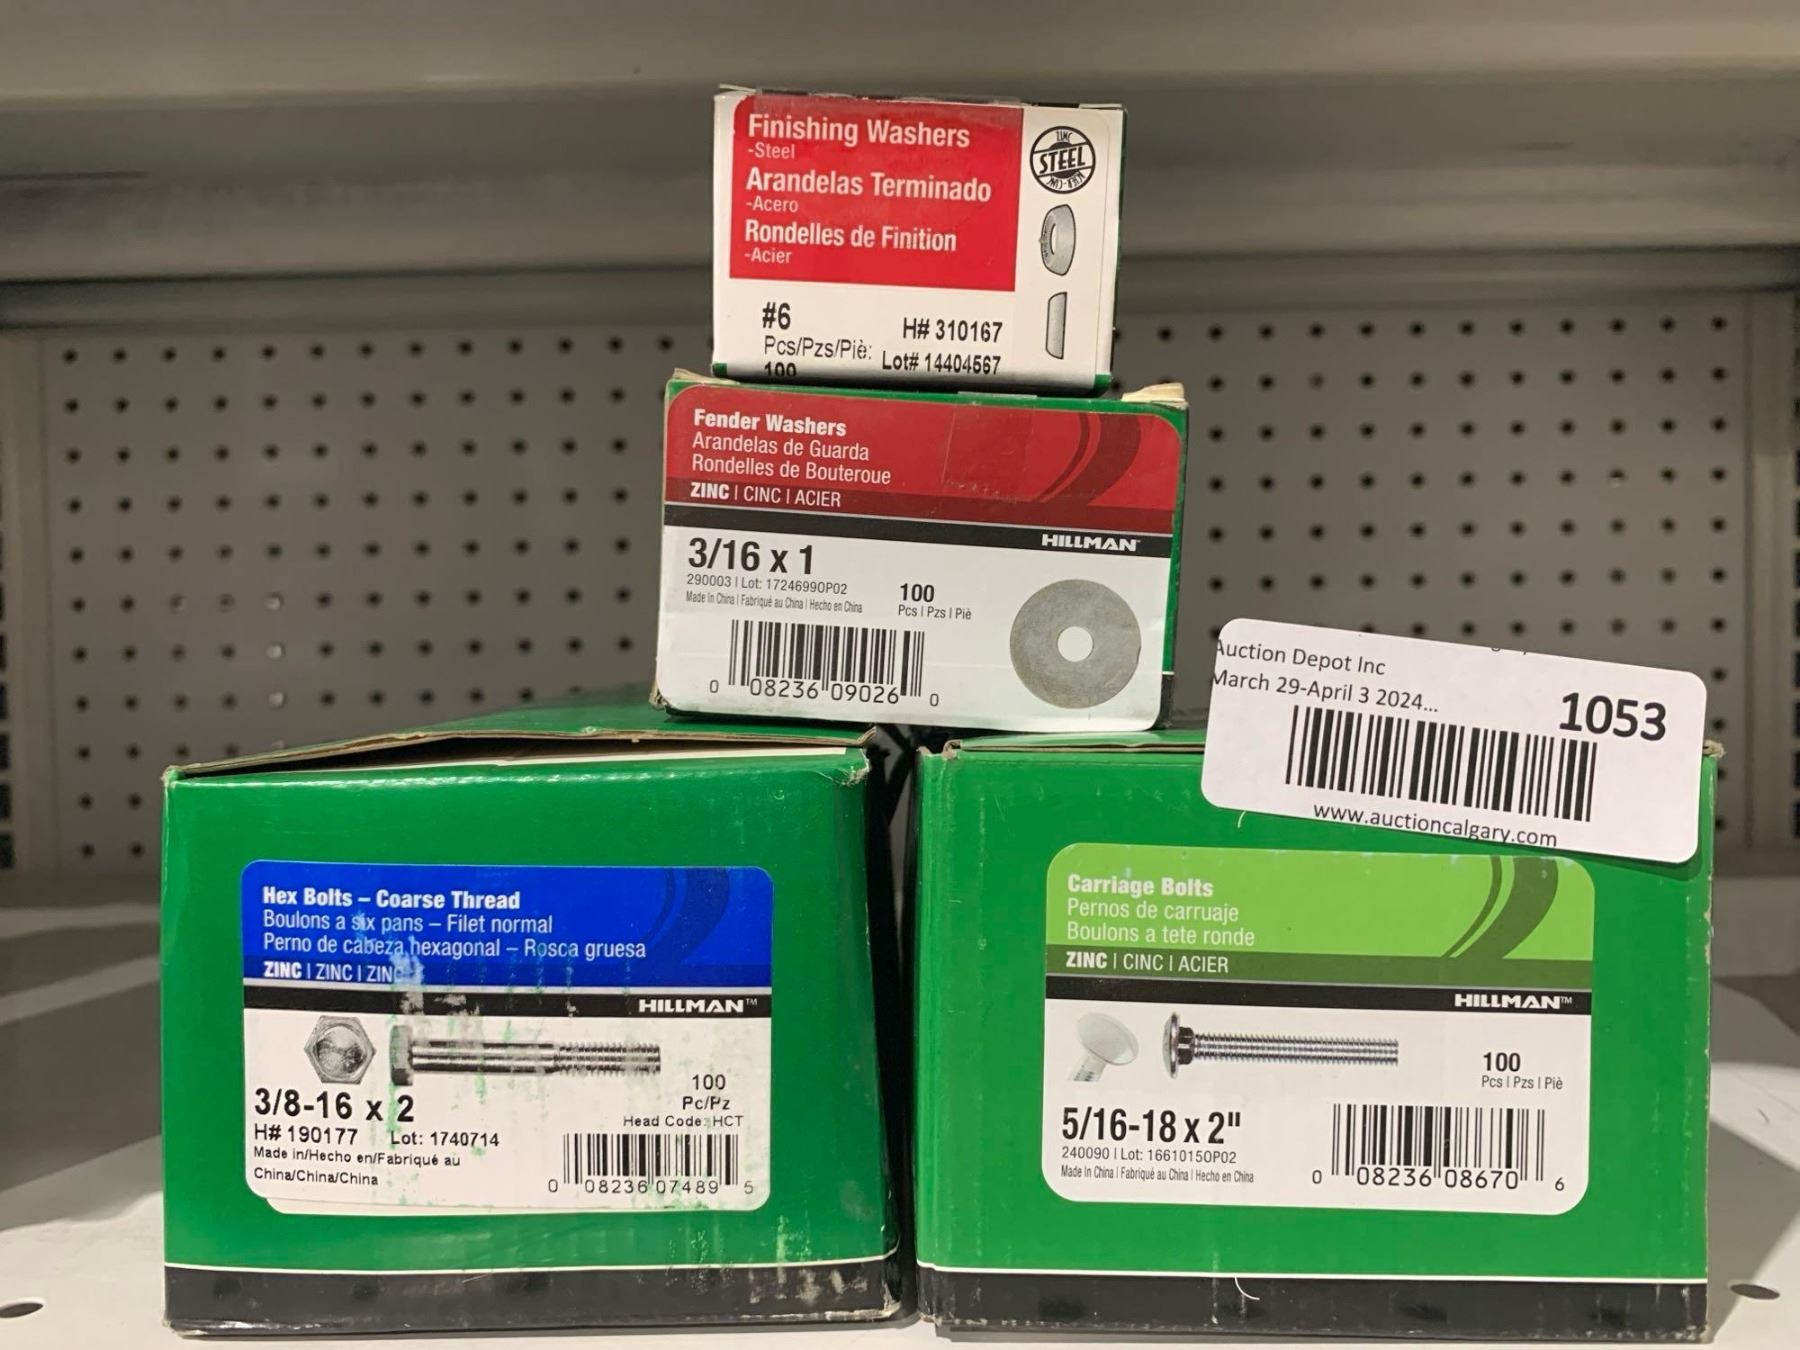 Finishing Washers
-Steel
Arandelas Terminado
-Acero
Rondelles de Finition
-Acier
ZINC
STEEL
#6
H# 310167
Pcs/Pzs/Piè:
Lot# 14404567
100
Fender Washers
Arandelas de Guarda
Rondelles de Bouteroue
ZINC | CINC | ACIER
HILLMAN
3/16 x 1
290003 | Lot: 17246990P02
Made In China | Fabriqué au China | Hecho en China
100
Pcs | Pzs | Piè
0 08236 09026 0
Auction Depot Inc
March 29-April 3 2024...
1053
www.auctioncalgary.com
Hex Bolts – Coarse Thread
Boulons a six pans – Filet normal
Perno de cabeza hexagonal – Rosca gruesa
ZINC | ZINC | ZINC
HILLMAN™
3/8-16 x 2
100
Pc/Pz
Head Code: HCT
H# 190177 Lot: 1740714
Made in/Hecho en/Fabriqué au
China/China/China
0 08236 07489 5
Carriage Bolts
Pernos de carruaje
Boulons a tete ronde
ZINC | CINC | ACIER
HILLMAN™
100
Pcs | Pzs | Piè
5/16-18 x 2"
240090 | Lot: 16610150P02
Made In China | Fabriqué au China | Hecho en China
0 08236 08670 6